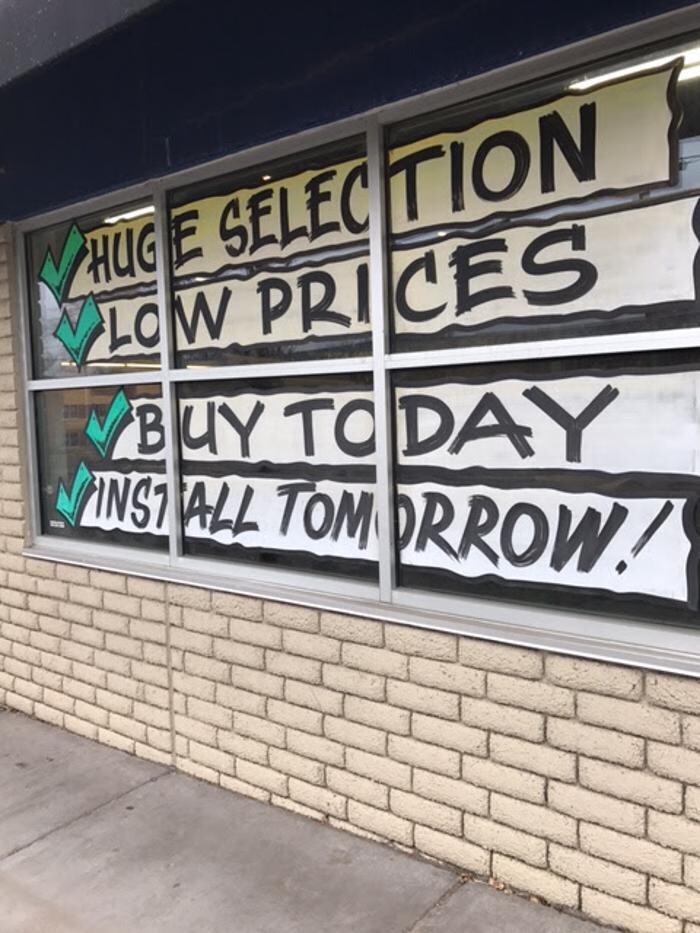 HUGE SELECTION
LOW PRICES
BUY TODAY
INSTALL TOMORROW!